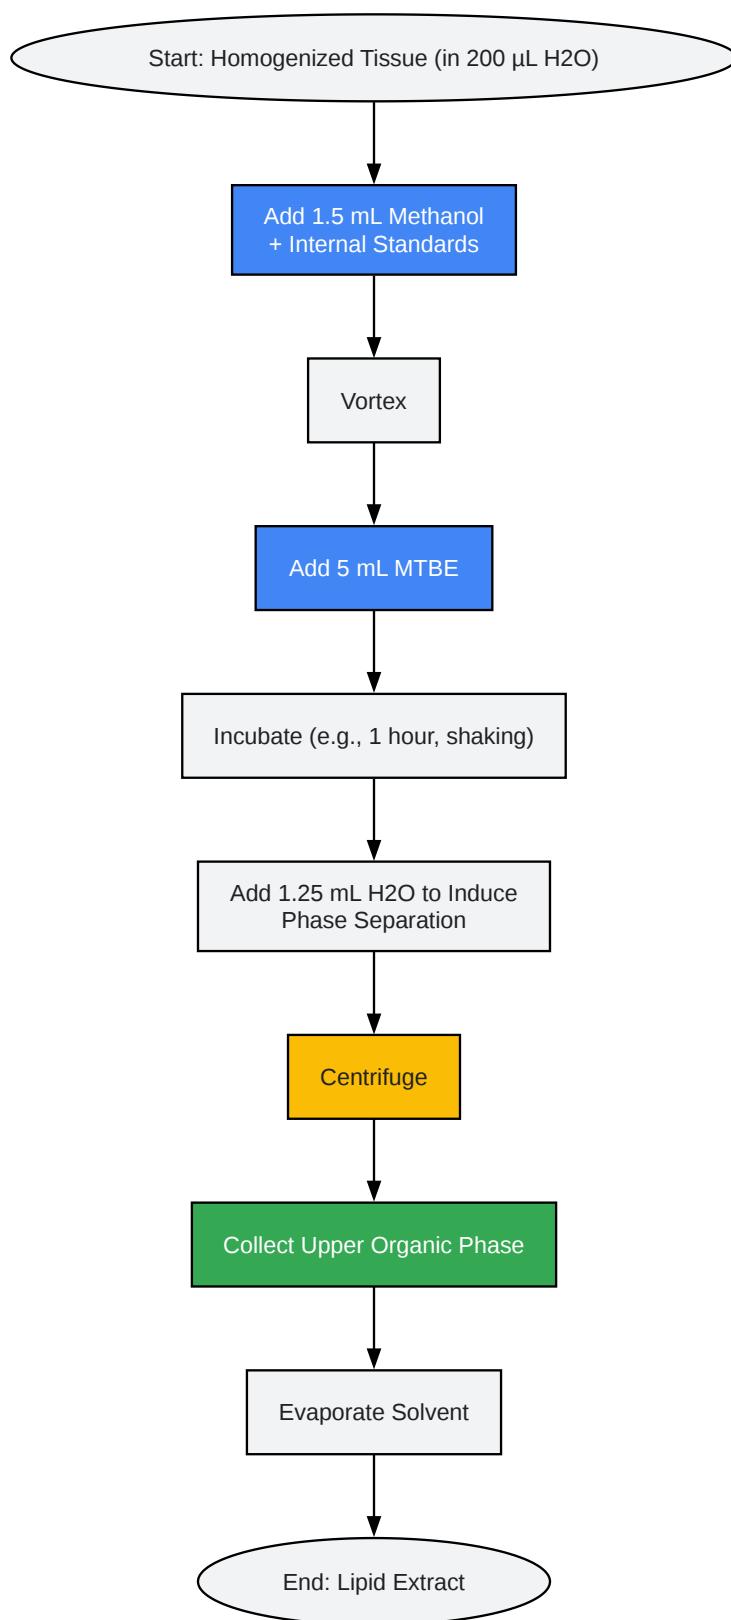 Start: Homogenized Tissue (in 200 µL H2O)
Add 1.5 mL Methanol
+ Internal Standards
Vortex
Add 5 mL MTBE
Incubate (e.g., 1 hour, shaking)
Add 1.25 mL H2O to Induce
Phase Separation
Centrifuge
Collect Upper Organic Phase
Evaporate Solvent
End: Lipid Extract